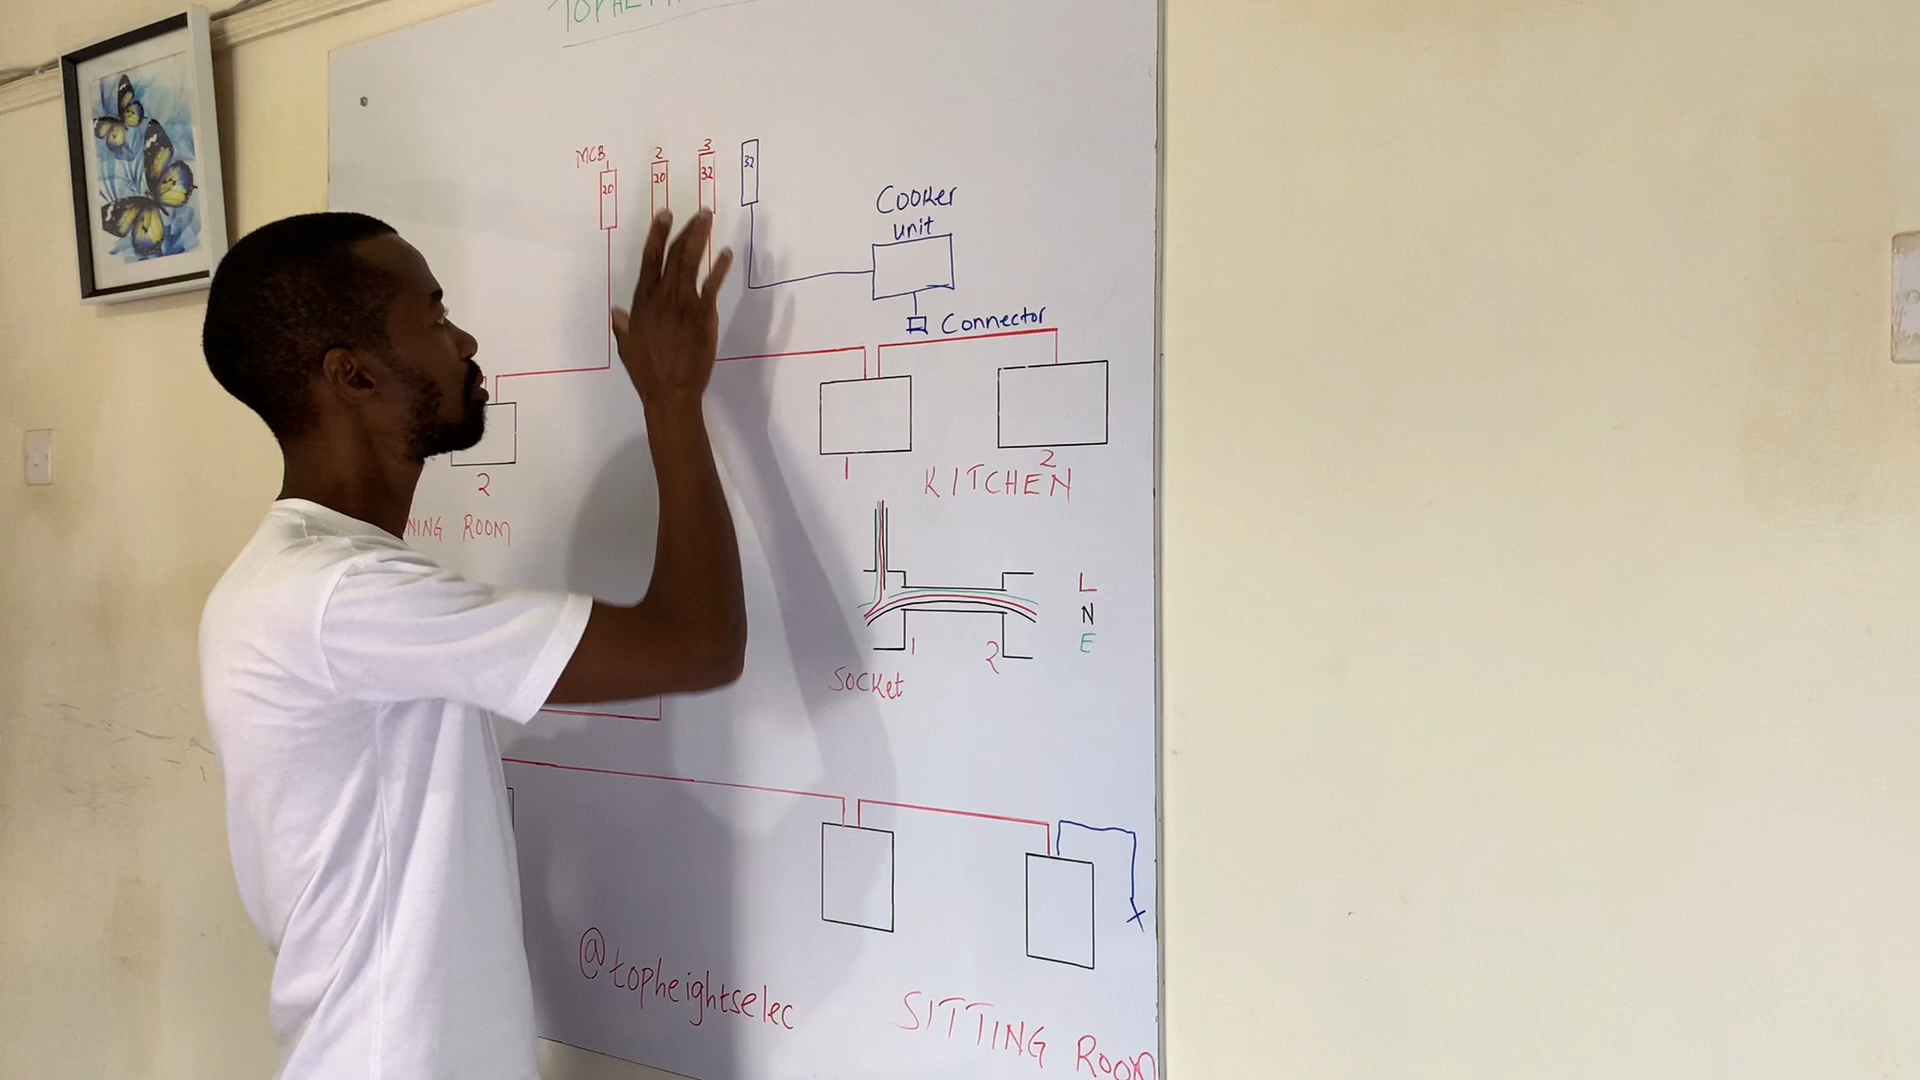 MCB
2
3
20
20
32
32
Cooker
unit
Connector
2
1
2
KITCHEN
ROOM
L
N
E
1
2
SOCKet
@topheightselec
SITTING ROOM